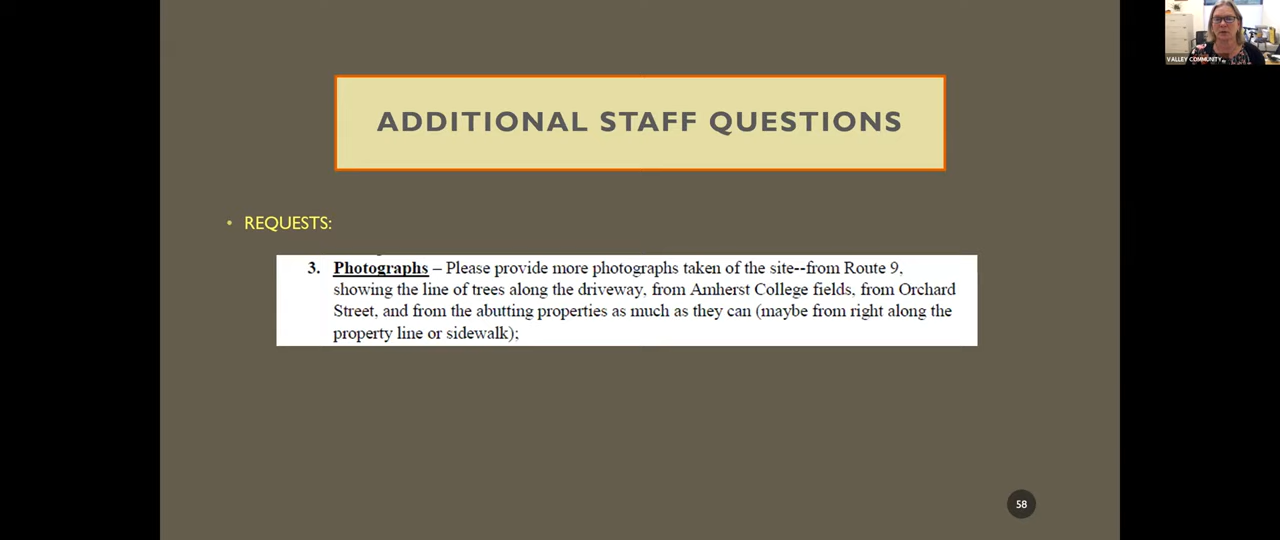 VALLEY COMMUNITY
ADDITIONAL STAFF QUESTIONS
• REQUESTS:
3. Photographs – Please provide more photographs taken of the site--from Route 9,
showing the line of trees along the driveway, from Amherst College fields, from Orchard
Street, and from the abutting properties as much as they can (maybe from right along the
property line or sidewalk);
58